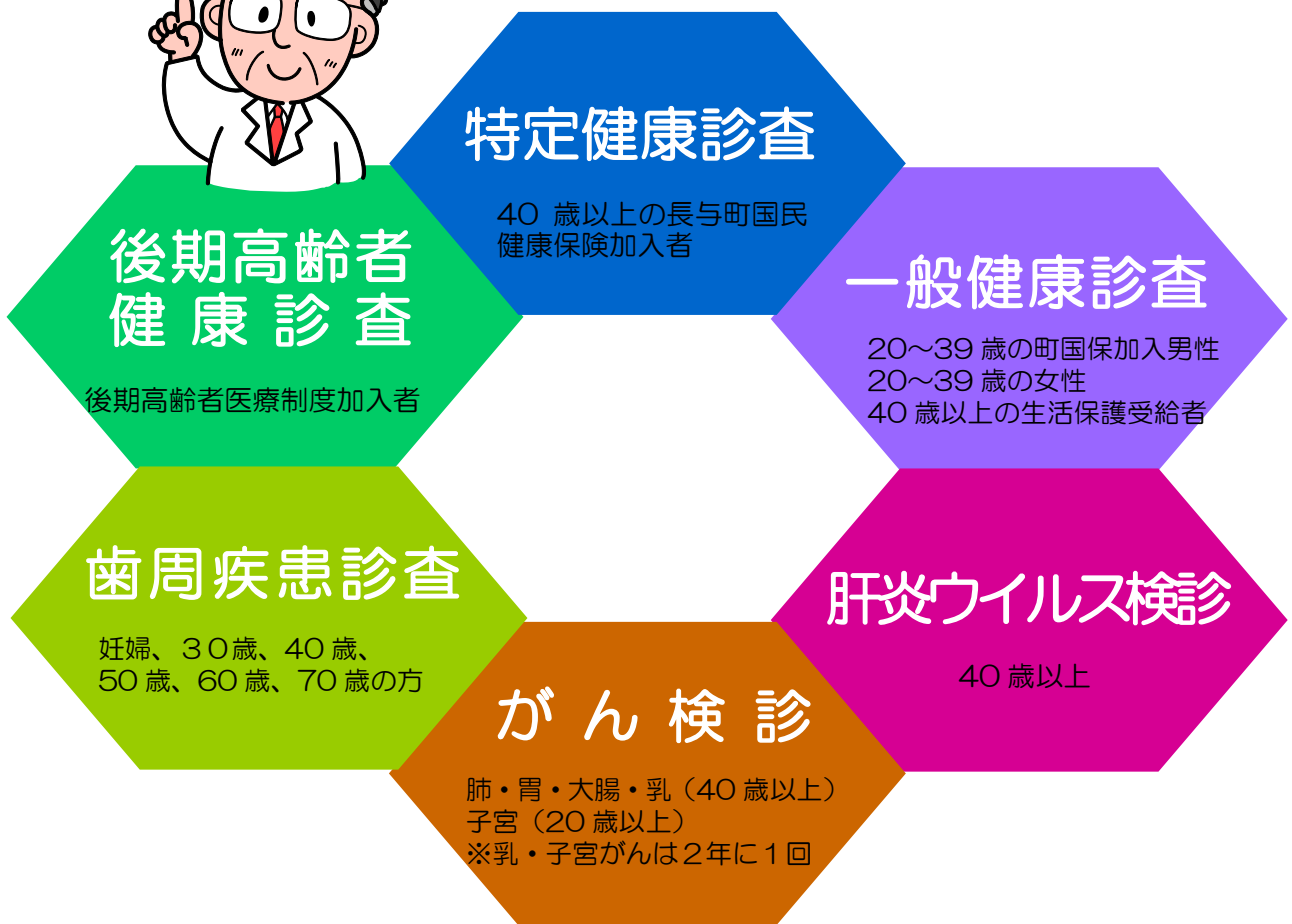 特定健康診査
40 歳以上の長与町国民
健康保険加入者
一般健康診査
20～39 歳の町国保加入男性
20～39 歳の女性
40 歳以上の生活保護受給者
肝炎ウイルス検診
40 歳以上
がん検診
肺・胃・大腸・乳（40 歳以上）
子宮（20 歳以上）
※乳・子宮がんは２年に１回
歯周疾患診査
妊婦、３０歳、40 歳、
50 歳、60 歳、70 歳の方
後期高齢者
健康診査
後期高齢者医療制度加入者